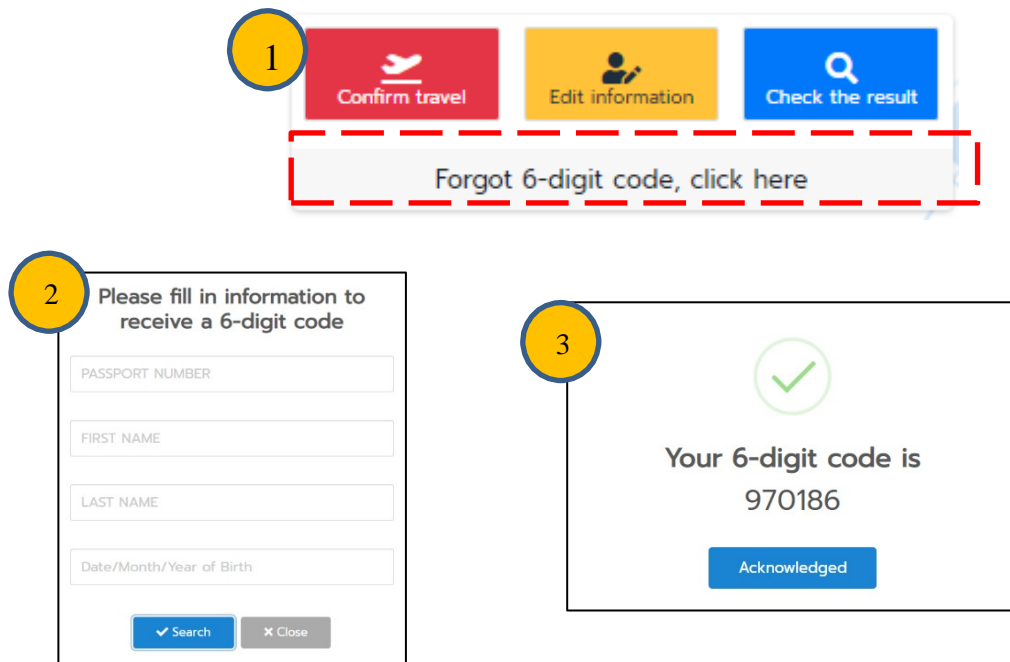 1
Confirm travel
Edit information
Check the result
Forgot 6-digit code, click here
2
Please fill in information to
receive a 6-digit code
PASSPORT NUMBER
FIRST NAME
LAST NAME
Date/Month/Year of Birth
Search
Close
3
Your 6-digit code is
970186
Acknowledged